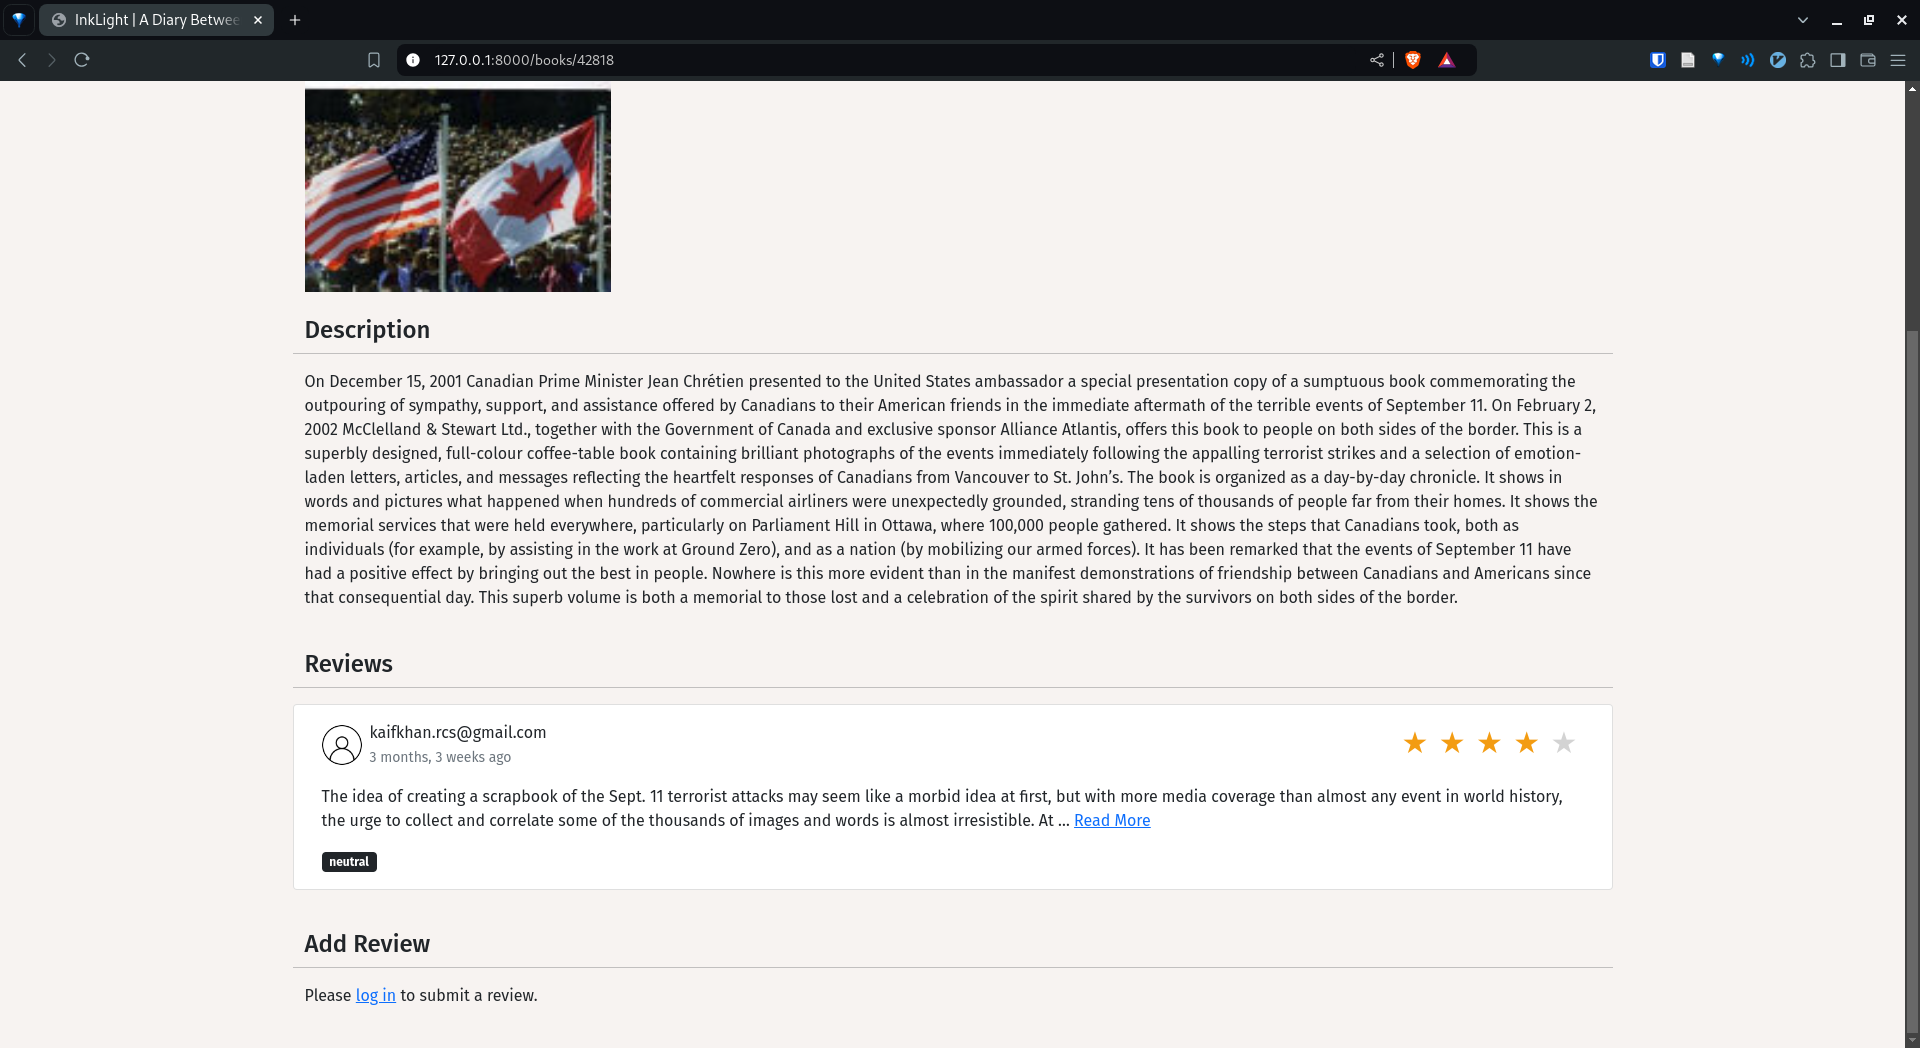 InkLight | A Diary Betwee
127.0.0.1:8000/books/42818
Description
On December 15, 2001 Canadian Prime Minister Jean Chrétien presented to the United States ambassador a special presentation copy of a sumptuous book commemorating the
outpouring of sympathy, support, and assistance offered by Canadians to their American friends in the immediate aftermath of the terrible events of September 11. On February 2,
2002 McClelland & Stewart Ltd., together with the Government of Canada and exclusive sponsor Alliance Atlantis, offers this book to people on both sides of the border. This is a
superbly designed, full-colour coffee-table book containing brilliant photographs of the events immediately following the appalling terrorist strikes and a selection of emotion-
laden letters, articles, and messages reflecting the heartfelt responses of Canadians from Vancouver to St. John’s. The book is organized as a day-by-day chronicle. It shows in
words and pictures what happened when hundreds of commercial airliners were unexpectedly grounded, stranding tens of thousands of people far from their homes. It shows the
memorial services that were held everywhere, particularly on Parliament Hill in Ottawa, where 100,000 people gathered. It shows the steps that Canadians took, both as
individuals (for example, by assisting in the work at Ground Zero), and as a nation (by mobilizing our armed forces). It has been remarked that the events of September 11 have
had a positive effect by bringing out the best in people. Nowhere is this more evident than in the manifest demonstrations of friendship between Canadians and Americans since
that consequential day. This superb volume is both a memorial to those lost and a celebration of the spirit shared by the survivors on both sides of the border.
Reviews
kaifkhan.rcs@gmail.com
3 months, 3 weeks ago
The idea of creating a scrapbook of the Sept. 11 terrorist attacks may seem like a morbid idea at first, but with more media coverage than almost any event in world history,
the urge to collect and correlate some of the thousands of images and words is almost irresistible. At ... Read More
neutral
Add Review
Please log in to submit a review.